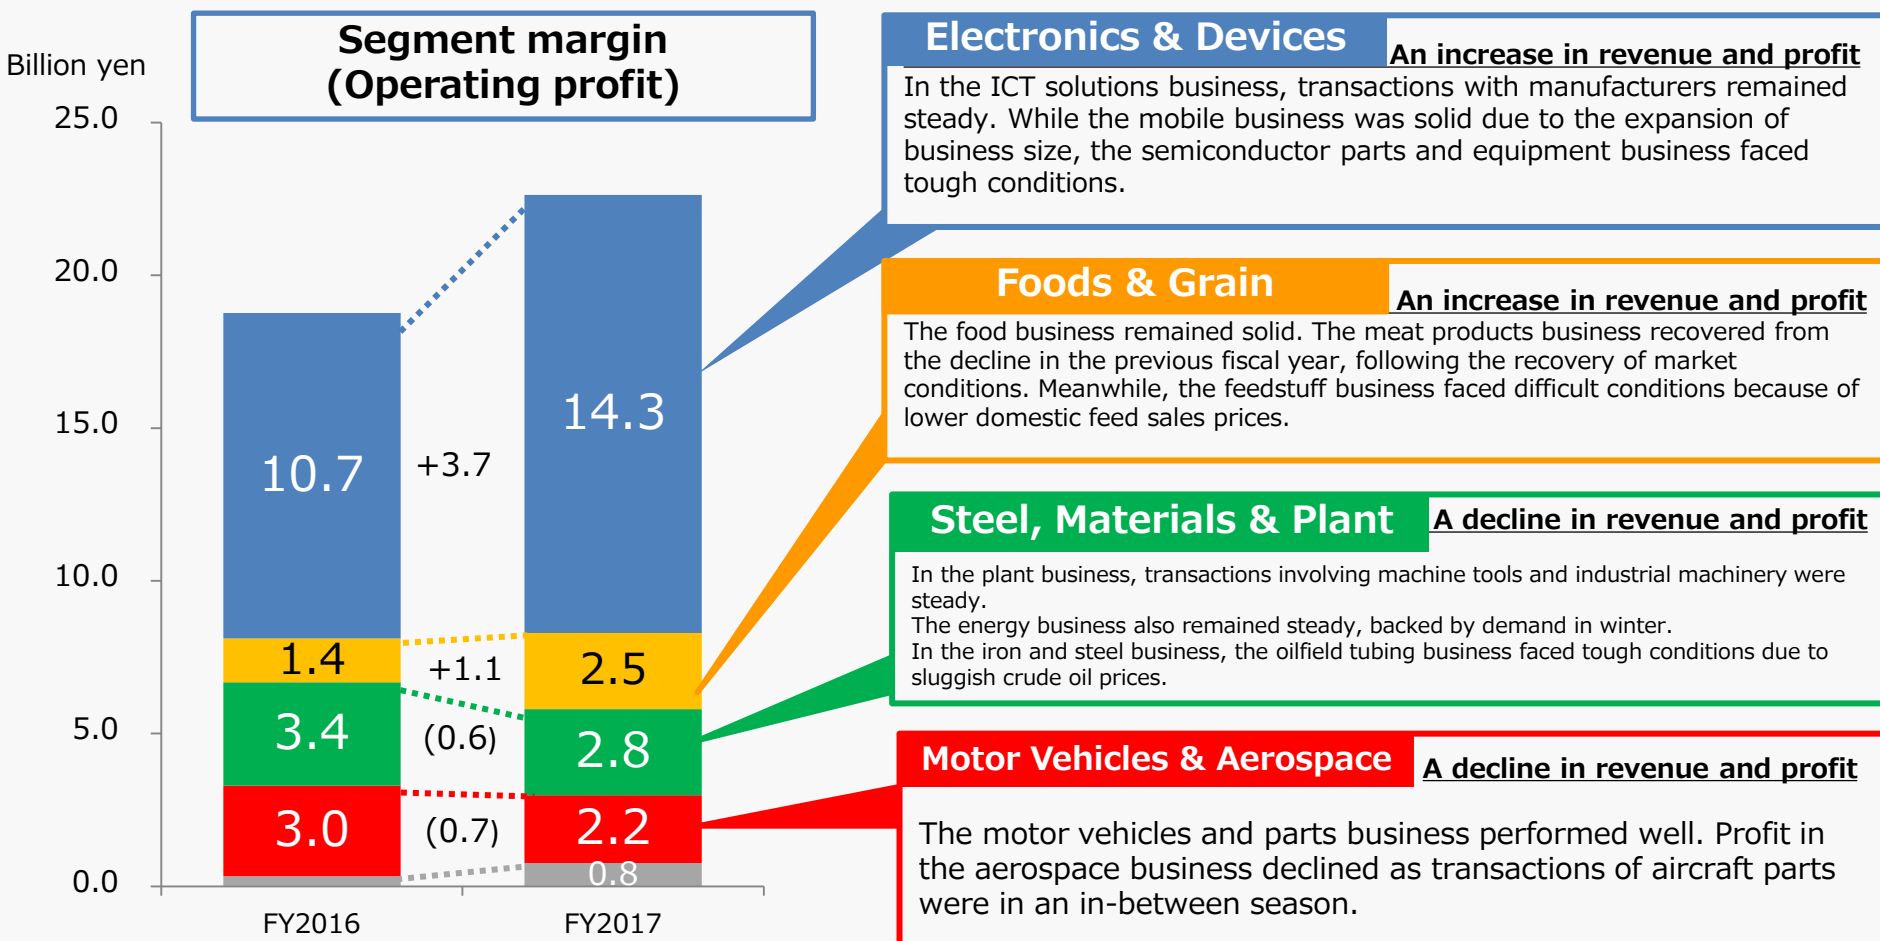 Segment margin
(Operating profit)
Billion yen
25.0
20.0
15.0
10.0
5.0
0.0
10.7
1.4
3.4
3.0
+3.7
+1.1
(0.6)
(0.7)
14.3
2.5
2.8
2.2
0.8
FY2016
FY2017
Electronics & Devices
An increase in revenue and profit
In the ICT solutions business, transactions with manufacturers remained
steady. While the mobile business was solid due to the expansion of
business size, the semiconductor parts and equipment business faced
tough conditions.
Foods & Grain
An increase in revenue and profit
The food business remained solid. The meat products business recovered from
the decline in the previous fiscal year, following the recovery of market
conditions. Meanwhile, the feedstuff business faced difficult conditions because of
lower domestic feed sales prices.
Steel, Materials & Plant
A decline in revenue and profit
In the plant business, transactions involving machine tools and industrial machinery were
steady.
The energy business also remained steady, backed by demand in winter.
In the iron and steel business, the oilfield tubing business faced tough conditions due to
sluggish crude oil prices.
Motor Vehicles & Aerospace
A decline in revenue and profit
The motor vehicles and parts business performed well. Profit in
the aerospace business declined as transactions of aircraft parts
were in an in-between season.